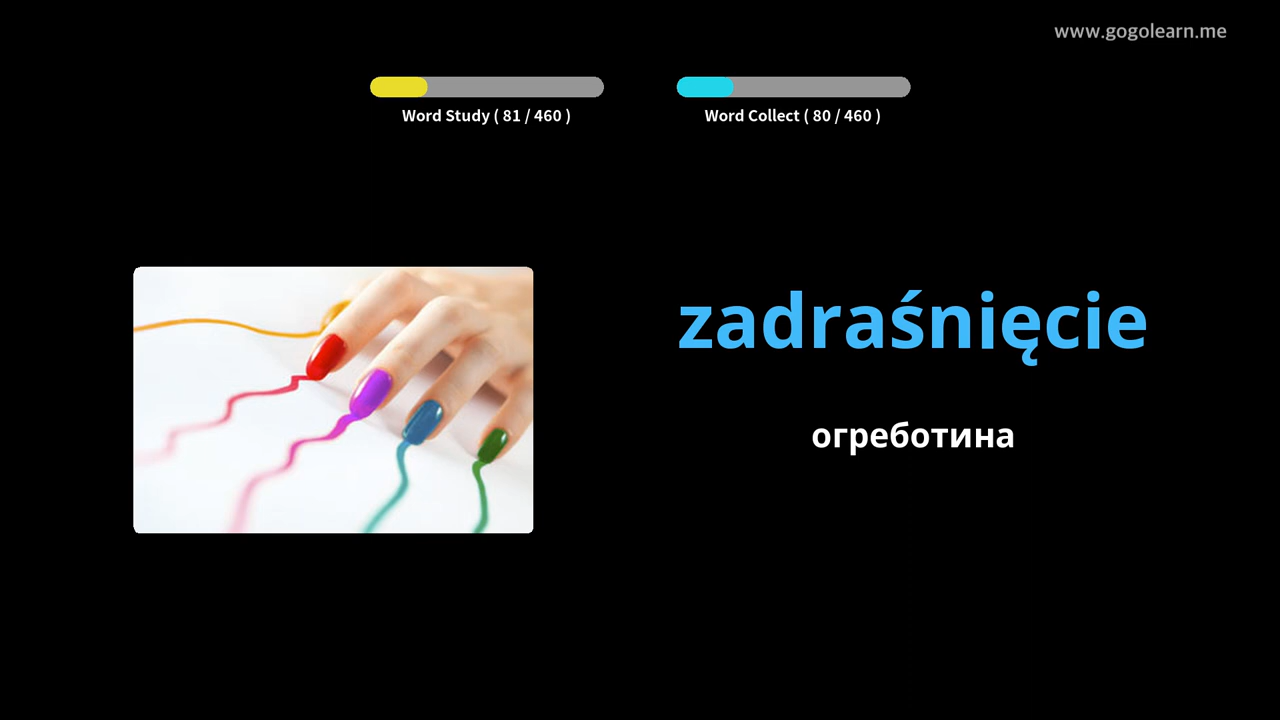 www.gogolearn.me
Word Study ( 81 / 460 )
Word Collect ( 80 / 460 )
zadraśnięcie
огреботина